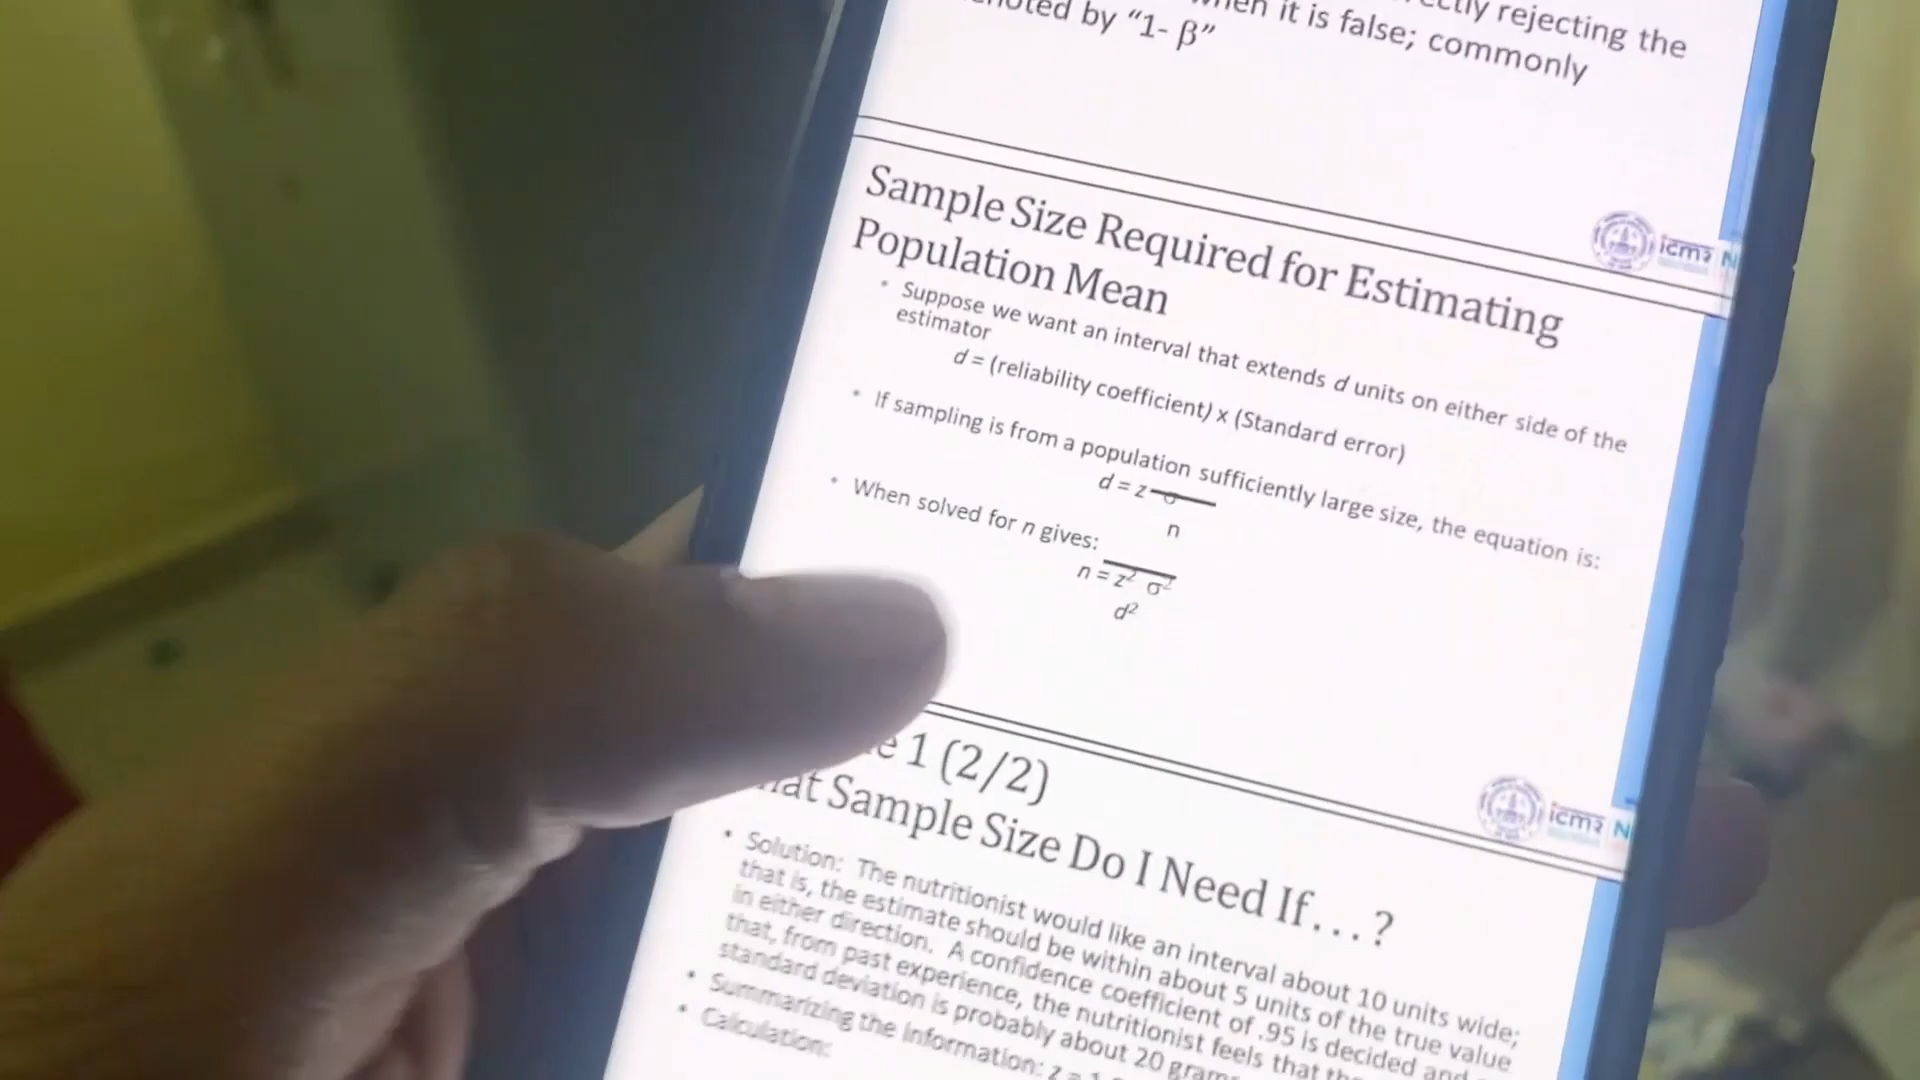 rejecting the
when it is false; commonly
by "1- β"
icmr
Sample Size Required for Estimating
Population Mean
• Suppose we want an interval that extends d units on either side of the
estimator
d = (reliability coefficient) x (Standard error)
• If sampling is from a population sufficiently large size, the equation is:
d = z σ
n
• When solved for n gives:
n = z² σ²
d²
icmr N
1 (2/2)
Sample Size Do I Need If...?
• Solution: The nutritionist would like an interval about 10 units wide;
that is, the estimate should be within about 5 units of the true value
in either direction. A confidence coefficient of .95 is decided and
that, from past experience, the nutritionist feels that the
standard deviation is probably about 20 grams
• Summarizing the information: z =
• Calculation: